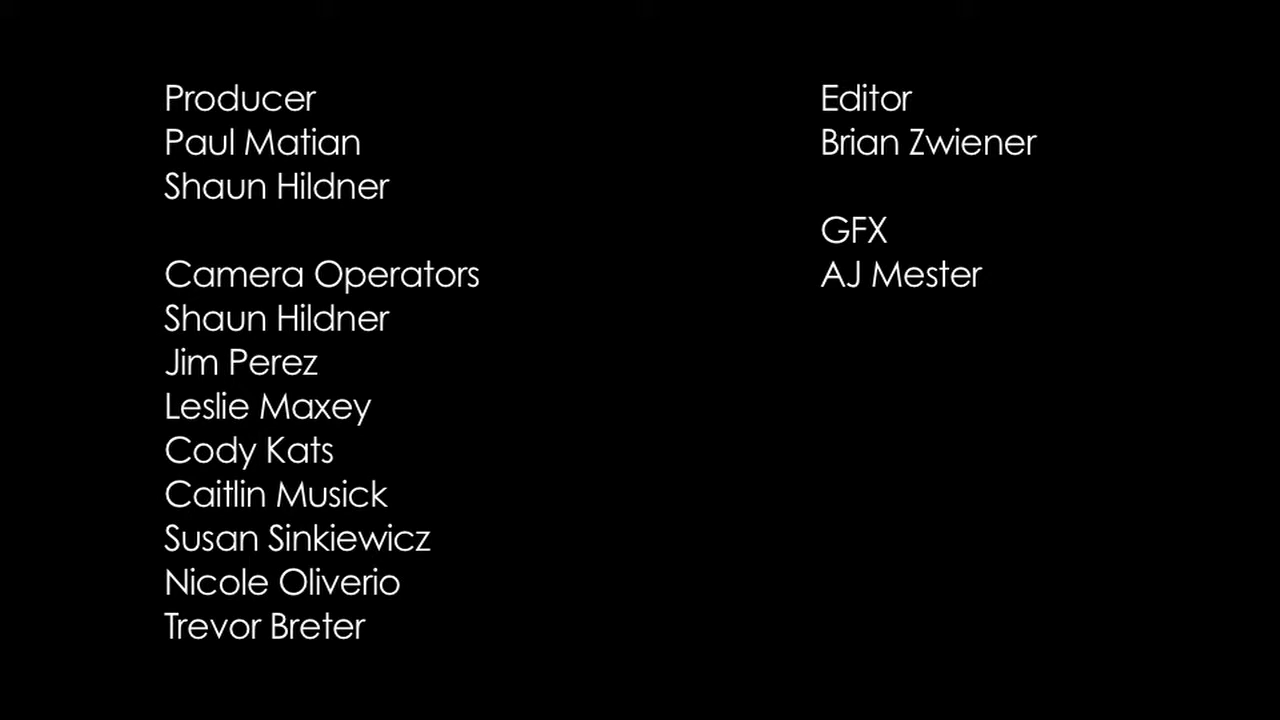 Producer
Paul Matian
Shaun Hildner
Camera Operators
Shaun Hildner
Jim Perez
Leslie Maxey
Cody Kats
Caitlin Musick
Susan Sinkiewicz
Nicole Oliverio
Trevor Breter
Editor
Brian Zwiener
GFX
AJ Mester